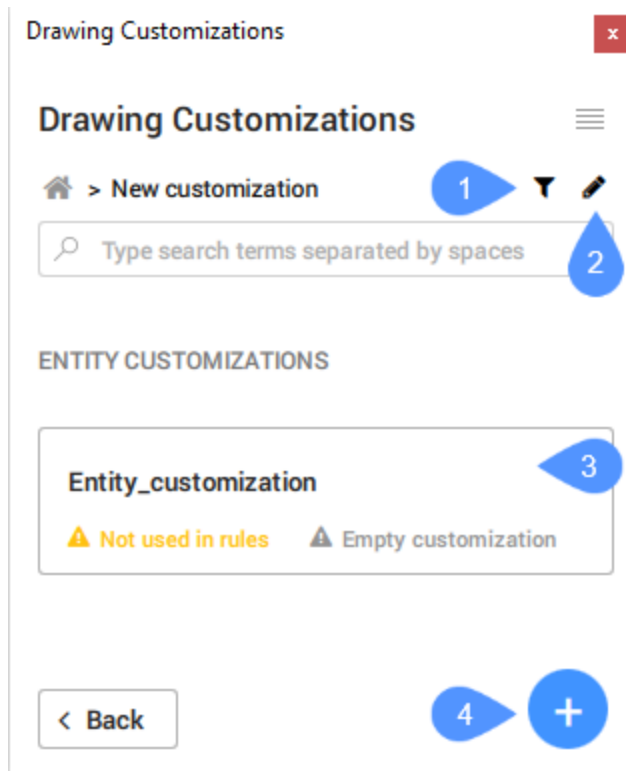 Drawing Customizations
x
Drawing Customizations
> New customization
1
Type search terms separated by spaces
2
ENTITY CUSTOMIZATIONS
3
Entity_customization
Not used in rules Empty customization
< Back
4
+